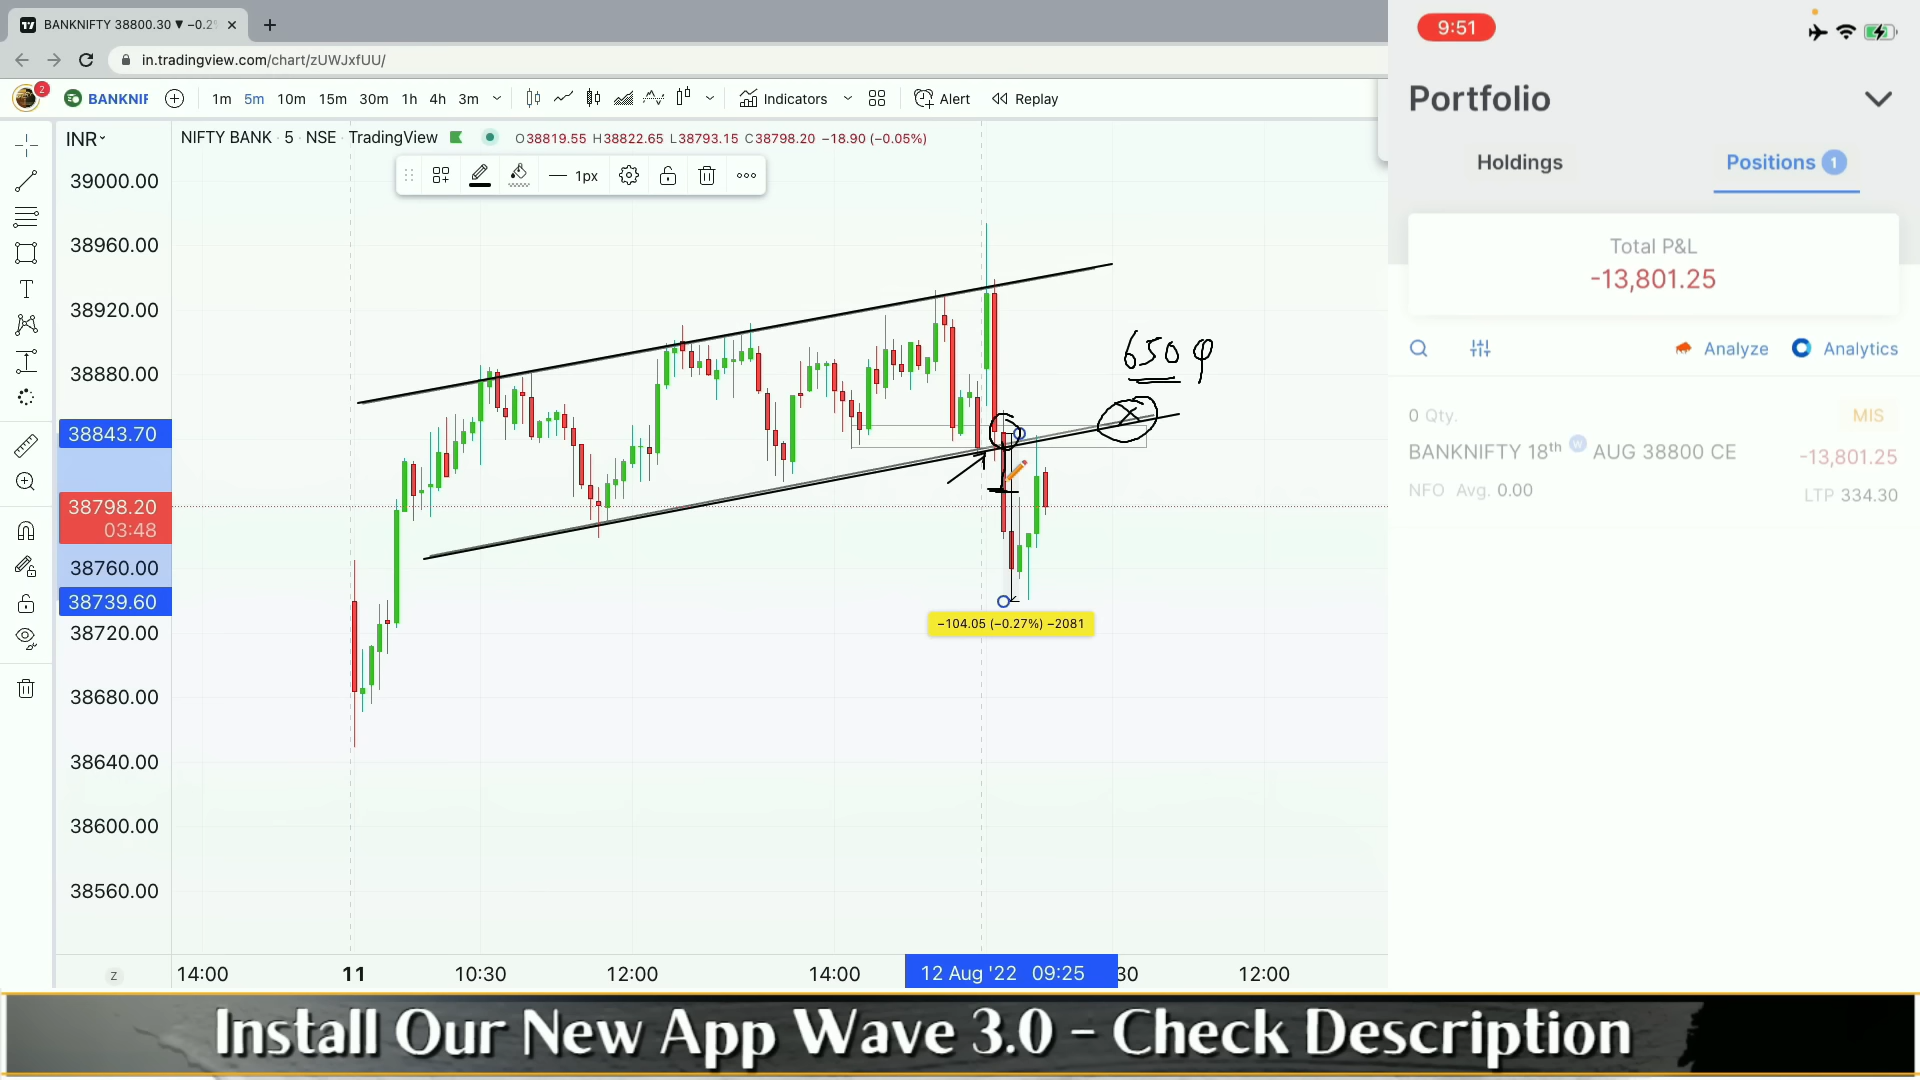 BANKNIFTY 38800.30 ▼ −0.2
in.tradingview.com/chart/zUWJxfUU/
2
BANKNIF
1m 5m 10m 15m 30m 1h 4h 3m
Indicators
Alert
Replay
INR
NIFTY BANK · 5 · NSE · TradingView
O38819.55 H38822.65 L38793.15 C38798.20 −18.90 (−0.05%)
1px
39000.00
38960.00
38920.00
38880.00
38843.70
38798.20
03:48
38760.00
38739.60
38720.00
38680.00
38640.00
38600.00
38560.00
650 φ
−104.05 (−0.27%) −2081
Z
14:00 11 10:30 12:00 14:00 12 Aug '22 09:25 30 12:00
9:51
Portfolio
Holdings
Positions 1
Total P&L
-13,801.25
Analyze
Analytics
0 Qty. MIS
BANKNIFTY 18th W AUG 38800 CE -13,801.25
NFO Avg. 0.00 LTP 334.30
Install Our New App Wave 3.0 - Check Description